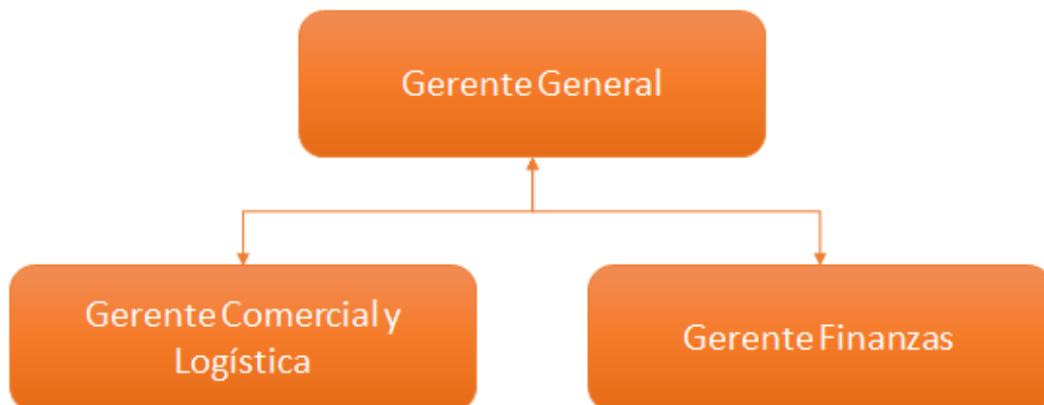 Gerente General
Gerente Comercial y
Logística
Gerente Finanzas